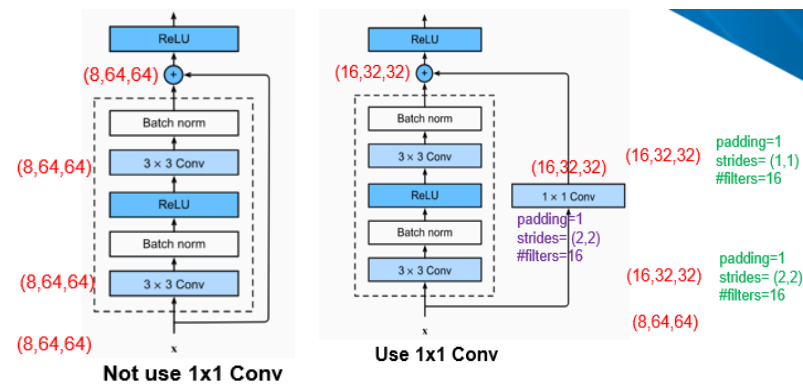 ReLU
(8,64,64)
+
Batch norm
(8,64,64)
3 × 3 Conv
ReLU
Batch norm
(8,64,64)
3 × 3 Conv
(8,64,64)
x
Not use 1x1 Conv
ReLU
(16,32,32)
+
Batch norm
3 × 3 Conv
ReLU
Batch norm
3 × 3 Conv
x
Use 1x1 Conv
(16,32,32)
1 × 1 Conv
padding=1
strides= (2,2)
#filters=16
(16,32,32)
padding=1
strides= (1,1)
#filters=16
(16,32,32)
padding=1
strides= (2,2)
#filters=16
(8,64,64)